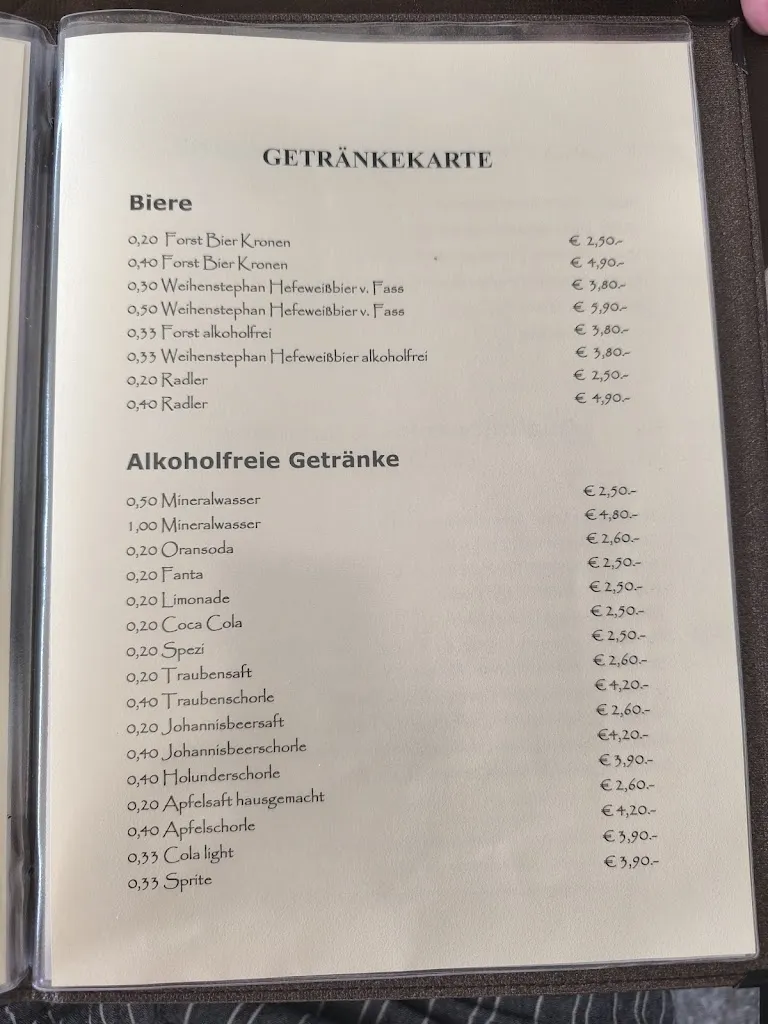 GETRÄNKEKARTE
Biere
0,20 Forst Bier Kronen € 2,50.-
0,40 Forst Bier Kronen € 4,90.-
0,30 Weihenstephan Hefeweißbier v. Fass € 3,80.-
0,50 Weihenstephan Hefeweißbier v. Fass € 5,90.-
0,33 Forst alkoholfrei € 3,80.-
0,33 Weihenstephan Hefeweißbier alkoholfrei € 3,80.-
0,20 Radler € 2,50.-
0,40 Radler € 4,90.-
Alkoholfreie Getränke
0,50 Mineralwasser € 2,50.-
1,00 Mineralwasser € 4,80.-
0,20 Oransoda € 2,60.-
0,20 Fanta € 2,50.-
0,20 Limonade € 2,50.-
0,20 Coca Cola € 2,50.-
0,20 Spezi € 2,50.-
0,20 Traubensaft € 2,60.-
0,40 Traubenschorle € 4,20.-
0,20 Johannisbeersaft € 2,60.-
0,40 Johannisbeerschorle €4,20.-
0,40 Holunderschorle € 3,90.-
0,20 Apfelsaft hausgemacht € 2,60.-
0,40 Apfelschorle € 4,20.-
0,33 Cola light € 3,90.-
0,33 Sprite € 3,90.-